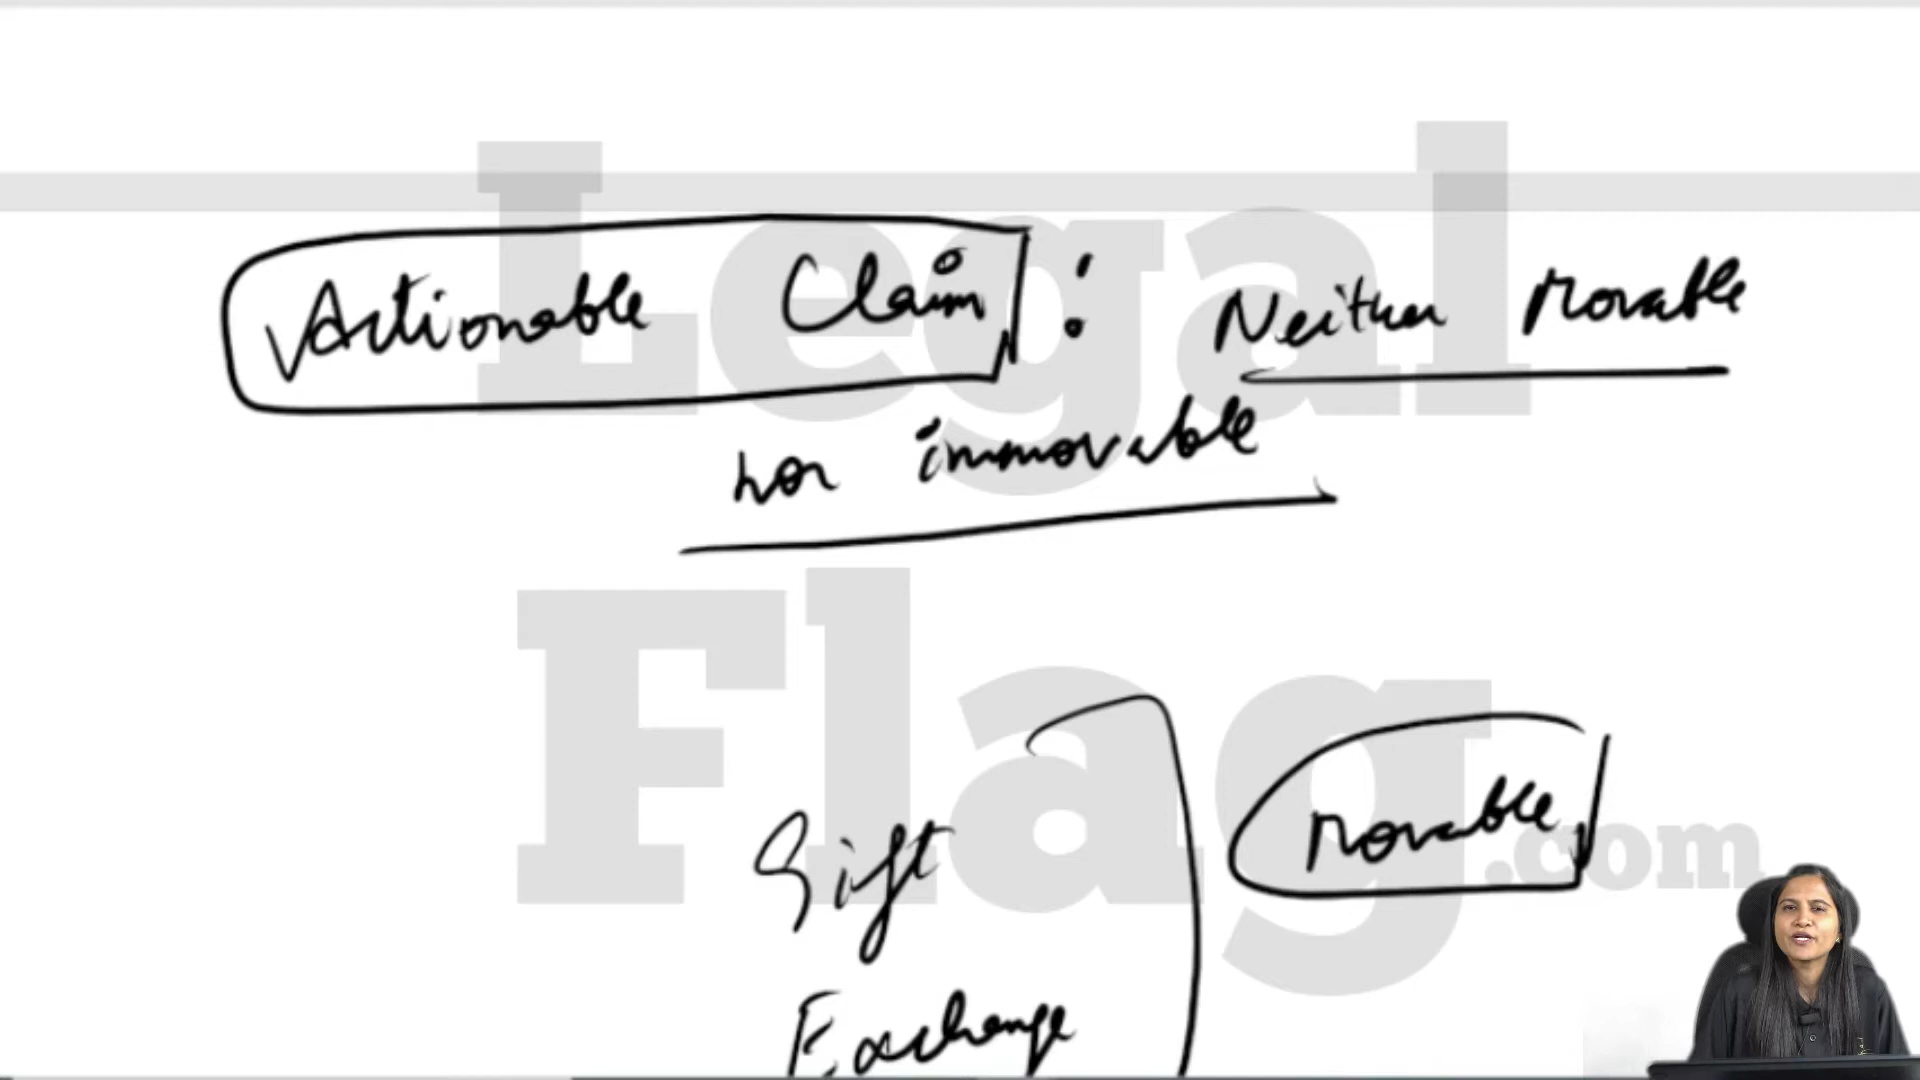 Actionable Claim : Neither Movable
nor immovable
Gift
Movable
Exchange
Legal
Flag.com